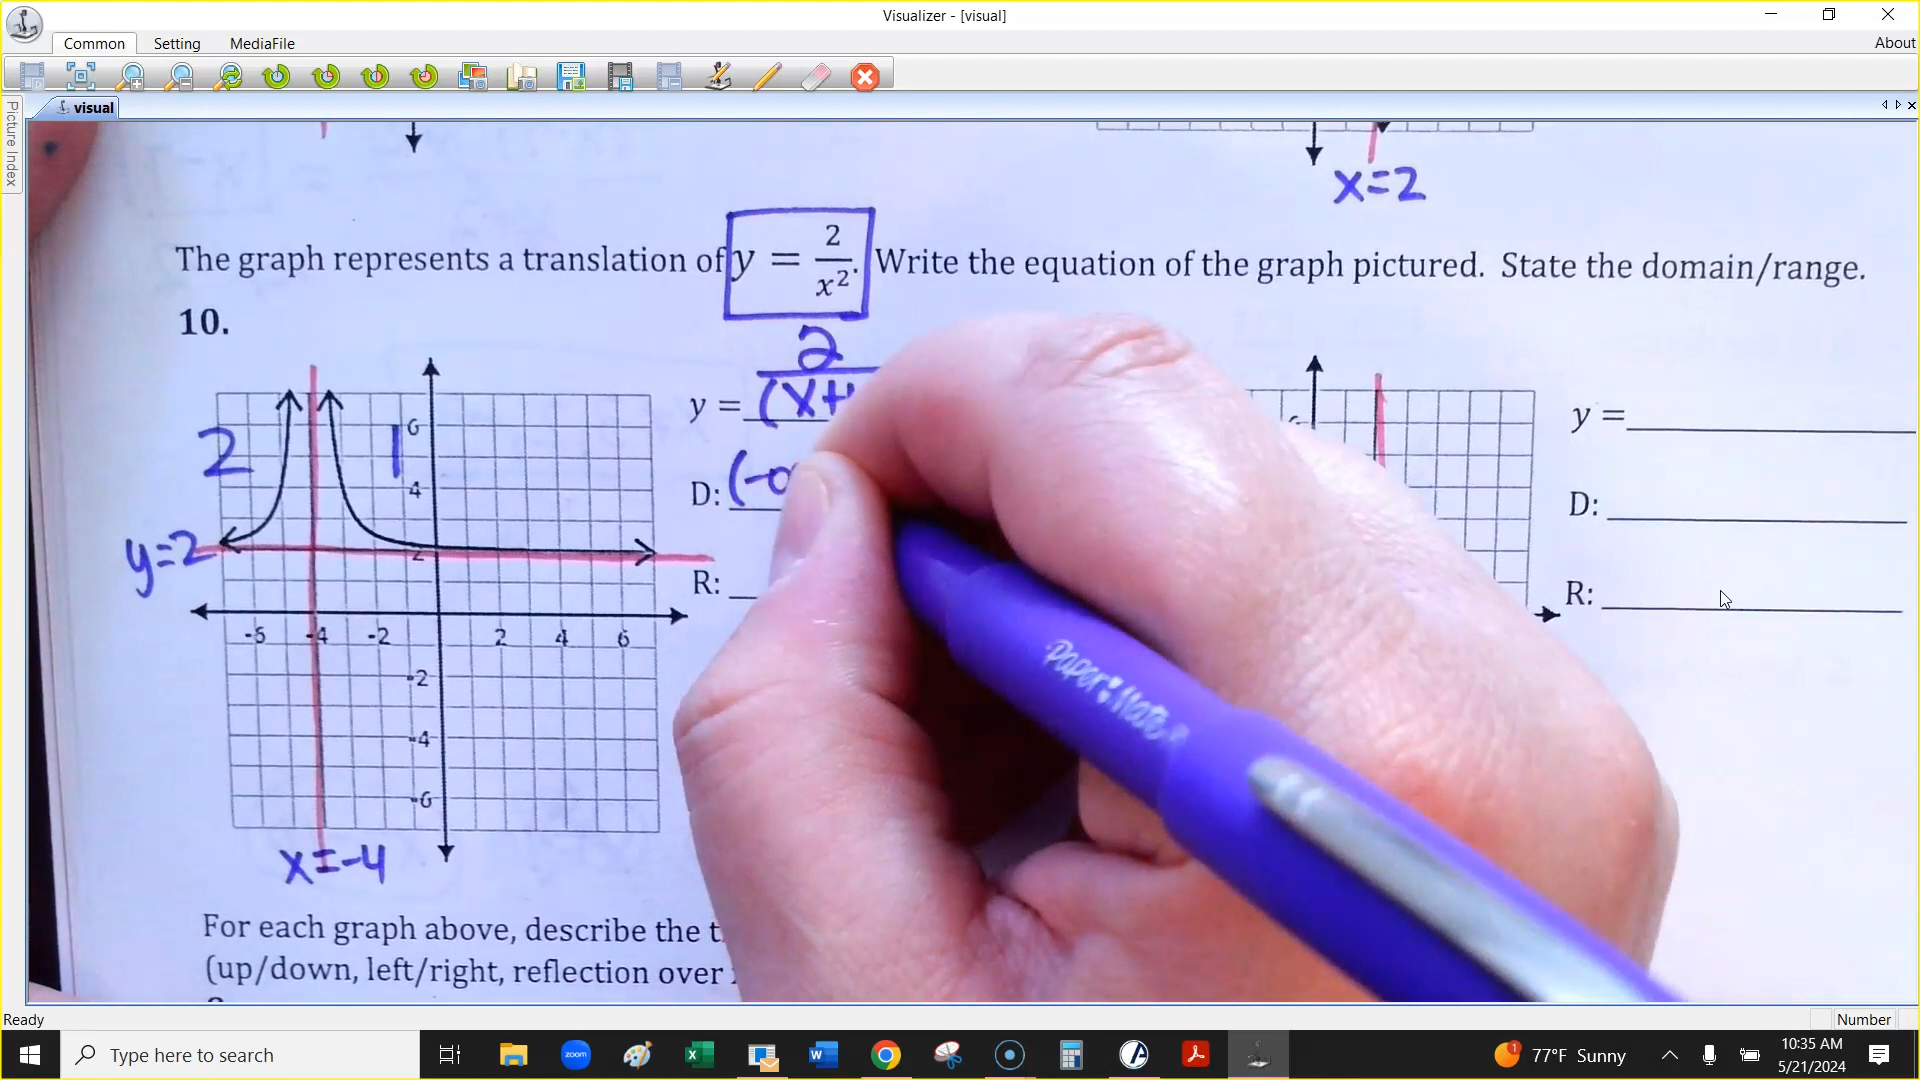 Visualizer - [visual]
Common Setting MediaFile
About
Picture Index
visual
x=2
The graph represents a translation of y = 2/x². Write the equation of the graph pictured. State the domain/range.
10.
2
y = (x+
D: (-
R:
2 1
6
4
2
y=2
-4 -2 2 4 6
-2
-4
-6
x=-4
y =
D:
R:
Paper:Mate
For each graph above, describe the
(up/down, left/right, reflection over
Ready
Number
Type here to search
zoom
1
77°F Sunny
10:35 AM
5/21/2024